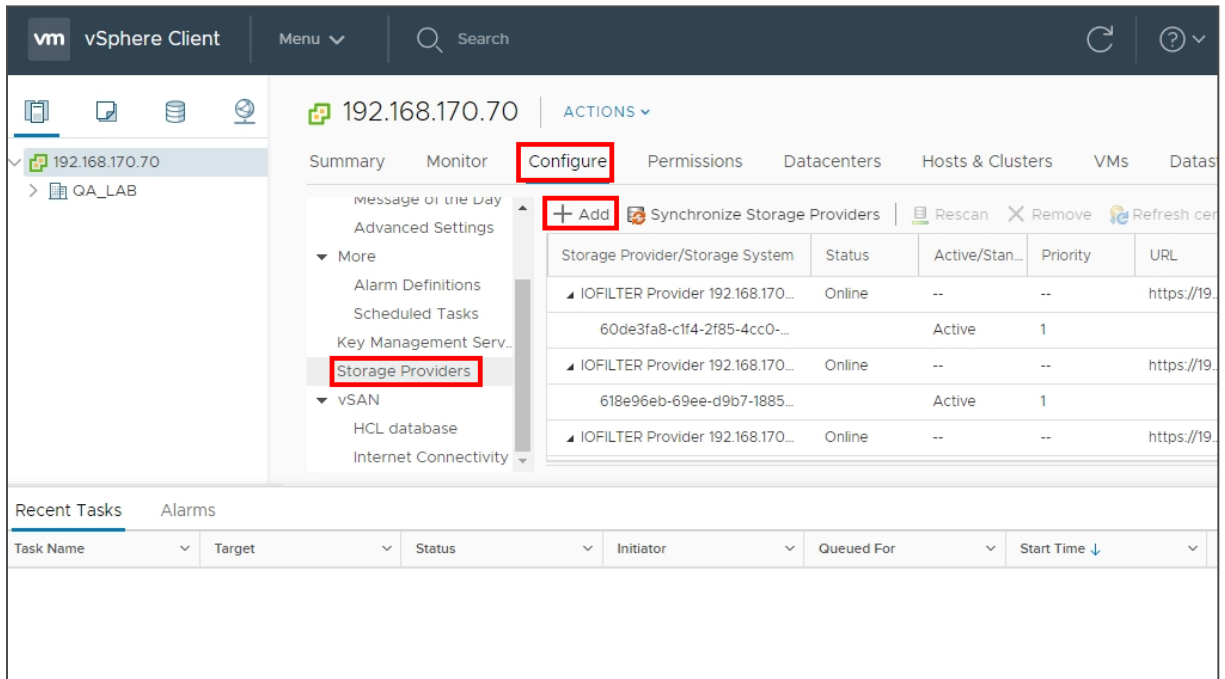 vm vSphere Client Menu Search
192.168.170.70 ACTIONS
192.168.170.70
QA_LAB
Summary Monitor Configure Permissions Datacenters Hosts & Clusters VMs Datas
Message of the Day
Advanced Settings
More
Alarm Definitions
Scheduled Tasks
Key Management Serv..
Storage Providers
vSAN
HCL database
Internet Connectivity
Add Synchronize Storage Providers Rescan Remove Refresh cer
Storage Provider/Storage System Status Active/Stan... Priority URL
IOFILTER Provider 192.168.170... Online -- -- https://19..
60de3fa8-c1f4-2f85-4cc0-... Active 1
IOFILTER Provider 192.168.170... Online -- -- https://19..
618e96eb-69ee-d9b7-1885... Active 1
IOFILTER Provider 192.168.170... Online -- -- https://19..
Recent Tasks Alarms
Task Name Target Status Initiator Queued For Start Time